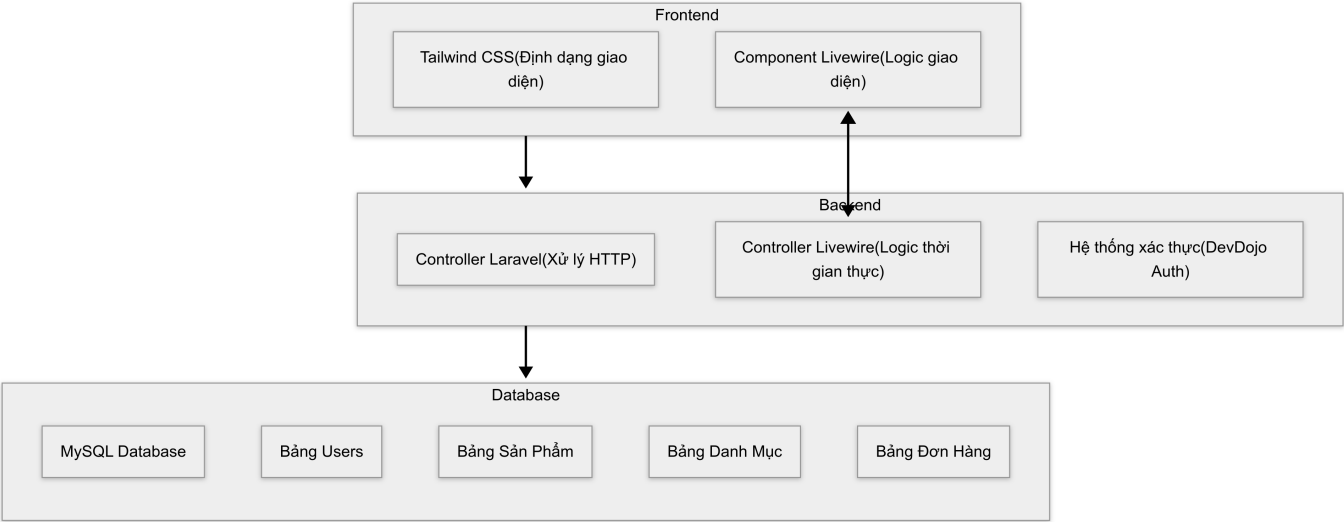 Frontend
Tailwind CSS(Định dạng giao
diện)
Component Livewire(Logic giao
diện)
Backend
Controller Laravel(Xử lý HTTP)
Controller Livewire(Logic thời
gian thực)
Hệ thống xác thực(DevDojo
Auth)
Database
MySQL Database
Bảng Users
Bảng Sản Phẩm
Bảng Danh Mục
Bảng Đơn Hàng